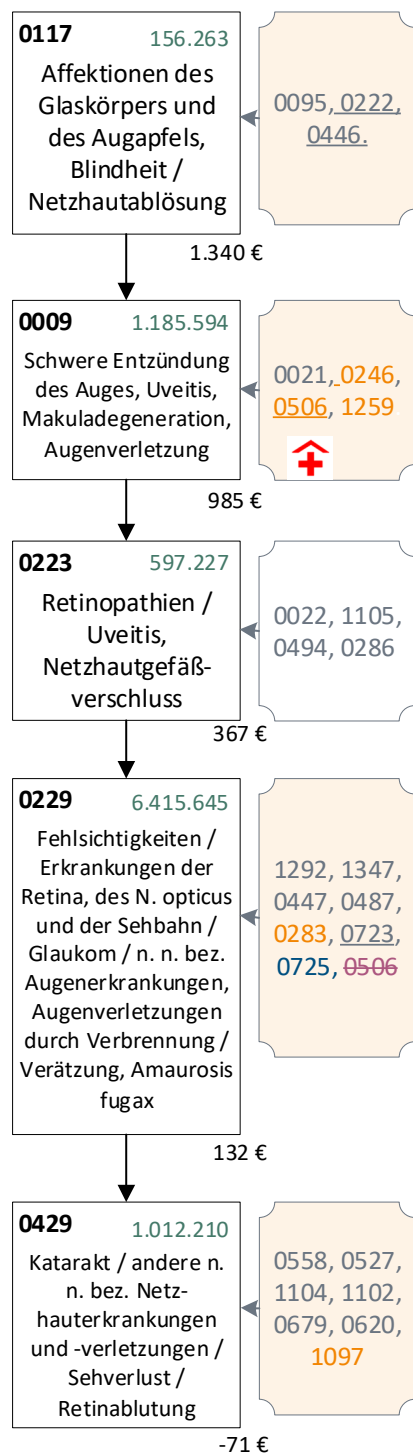 0117 156.263
Affektionen des
Glaskörpers und
des Augapfels,
Blindheit /
Netzhautablösung
0095, 0222,
0446.
1.340 €
0009 1.185.594
Schwere Entzündung
des Auges, Uveitis,
Makuladegeneration,
Augenverletzung
0021, 0246,
0506, 1259
985 €
0223 597.227
Retinopathien /
Uveitis,
Netzhautgefäß-
verschluss
0022, 1105,
0494, 0286
367 €
0229 6.415.645
Fehlsichtigkeiten /
Erkrankungen der
Retina, des N. opticus
und der Sehbahn /
Glaukom / n. n. bez.
Augenerkrankungen,
Augenverletzungen
durch Verbrennung /
Verätzung, Amaurosis
fugax
1292, 1347,
0447, 0487,
0283, 0723,
0725, 0506
132 €
0429 1.012.210
Katarakt / andere n.
n. bez. Netz-
hauterkrankungen
und -verletzungen /
Sehverlust /
Retinablutung
0558, 0527,
1104, 1102,
0679, 0620,
1097
-71 €